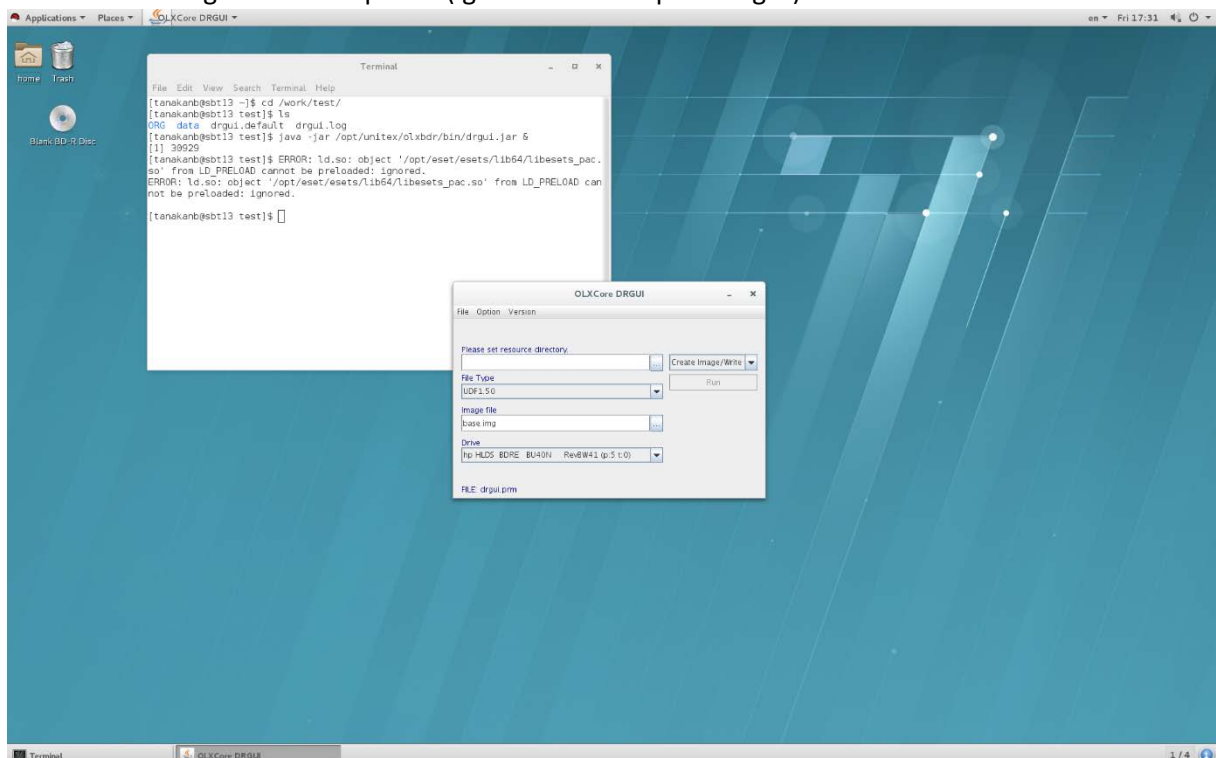 Applications Places OLXCore DRGUI en Fri 17:31
home Trash
Blank BD-R Disc
Terminal
File Edit View Search Terminal Help
[tanakanb@sbt13 ~]$ cd /work/test/
[tanakanb@sbt13 test]$ ls
ORG data drgui.default drgui.log
[tanakanb@sbt13 test]$ java -jar /opt/unitex/olxbdr/bin/drgui.jar &
[1] 30929
[tanakanb@sbt13 test]$ ERROR: ld.so: object '/opt/eset/esets/lib64/libesets_pac.
so' from LD_PRELOAD cannot be preloaded: ignored.
ERROR: ld.so: object '/opt/eset/esets/lib64/libesets_pac.so' from LD_PRELOAD can
not be preloaded: ignored.
[tanakanb@sbt13 test]$
OLXCore DRGUI
File Option Version
Please set resource directory.
... Create Image/Write
File Type
Run
UDF1.50
Image file
base.img ...
Drive
hp HLDS BDRE BU40N RevBW41 (p:5 t:0)
FILE: drgui.prm
Terminal OLXCore DRGUI 1 / 4